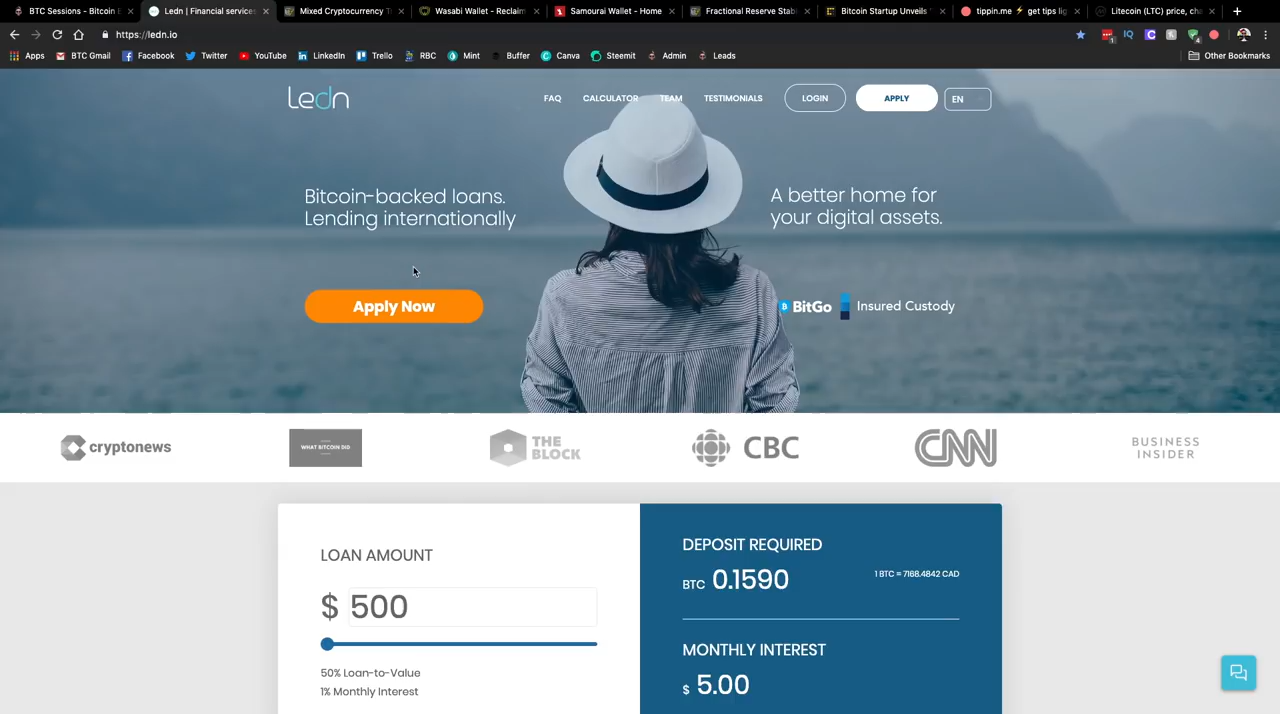 BTC Sessions - Bitcoin E
Ledn | Financial services
Mixed Cryptocurrency T
Wasabi Wallet - Reclaim
Samourai Wallet - Home
Fractional Reserve Stab
Bitcoin Startup Unveils "
tippin.me ⚡ get tips lig
Litecoin (LTC) price, ch
https://ledn.io
Apps
BTC Gmail
Facebook
Twitter
YouTube
LinkedIn
Trello
RBC
Mint
Buffer
Canva
Steemit
Admin
Leads
Other Bookmarks
Ledn
FAQ
CALCULATOR
TEAM
TESTIMONIALS
LOGIN
APPLY
EN
Bitcoin-backed loans.
Lending internationally
A better home for
your digital assets.
Apply Now
BitGo
Insured Custody
cryptonews
WHAT BITCOIN DID
THE
BLOCK
CBC
CNN
BUSINESS
INSIDER
LOAN AMOUNT
$ 500
50% Loan-to-Value
1% Monthly Interest
DEPOSIT REQUIRED
BTC 0.1590
1 BTC = 7168.4842 CAD
MONTHLY INTEREST
$ 5.00